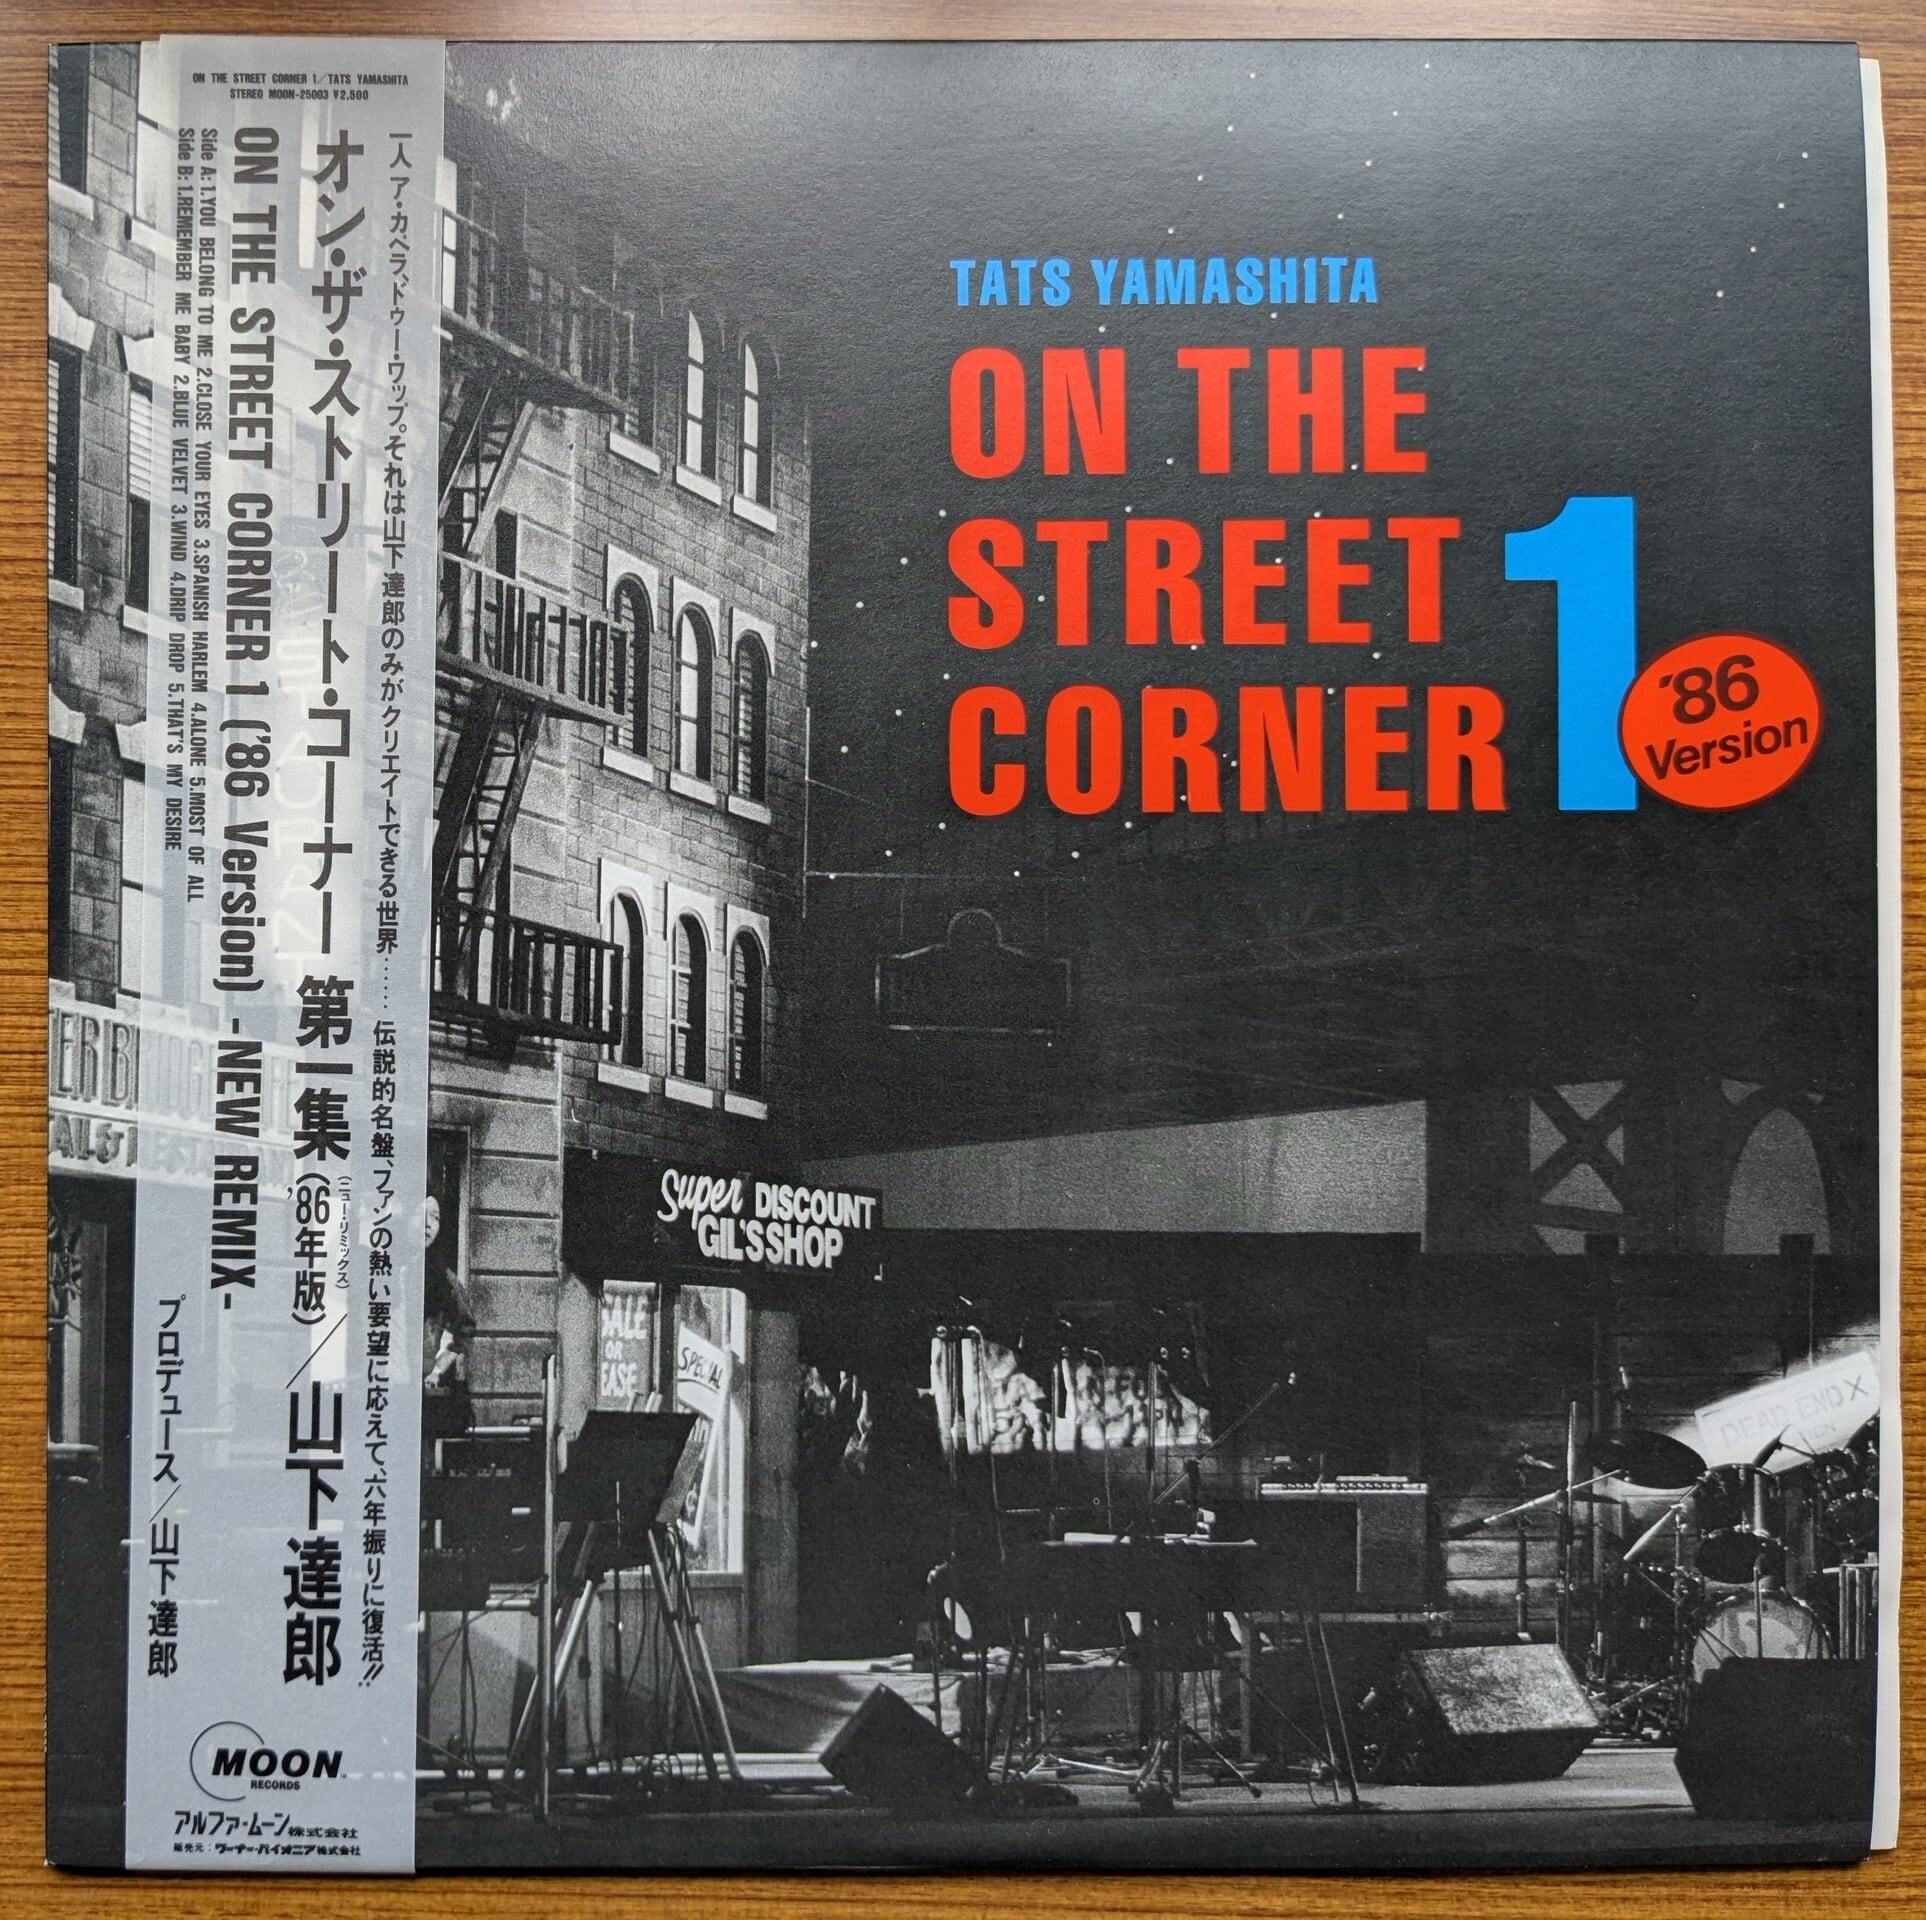 ON THE STREET CORNER 1／TATS YAMASHITA
STEREO MOON-25003 ¥2,500
一人ア・カペラ、ドゥー・ワップ。それは山下達郎のみがクリエイトできる世界……伝説的名盤、ファンの熱い要望に応えて、六年振りに復活!!
オン・ザ・ストリート・コーナー 第一集（'86年版）／山下達郎
（ニュー・リミックス）
ON THE STREET CORNER 1 ('86 Version) -NEW REMIX-
Side A: 1.YOU BELONG TO ME 2.CLOSE YOUR EYES 3.SPANISH HARLEM 4.ALONE 5.MOST OF ALL
Side B: 1.REMEMBER ME BABY 2.BLUE VELVET 3.WIND 4.DRIP DROP 5.THAT'S MY DESIRE
プロデュース／山下達郎
MOON
RECORDS
アルファ・ムーン株式会社
販売元：ワーナー・パイオニア株式会社
TATS YAMASHITA
ON THE
STREET
CORNER 1
'86
Version
Super DISCOUNT
GIL'S SHOP
SALE
OR
SPECIAL
DEAD END X